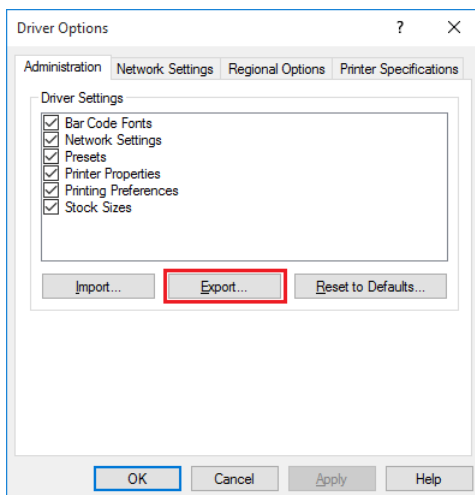 Driver Options ?
Administration Network Settings Regional Options Printer Specifications
Driver Settings
Bar Code Fonts
Network Settings
Presets
Printer Properties
Printing Preferences
Stock Sizes
Import... Export... Reset to Defaults...
OK Cancel Apply Help